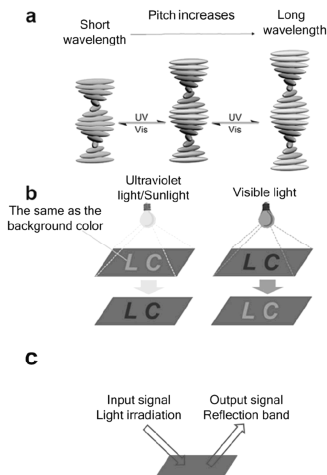 a
Short
wavelength
Pitch increases
Long
wavelength
UV
Vis
UV
Vis
b
Ultraviolet
light/Sunlight
Visible light
The same as the
background color
L C
L C
L C
L C
c
Input signal
Light irradiation
Output signal
Reflection band